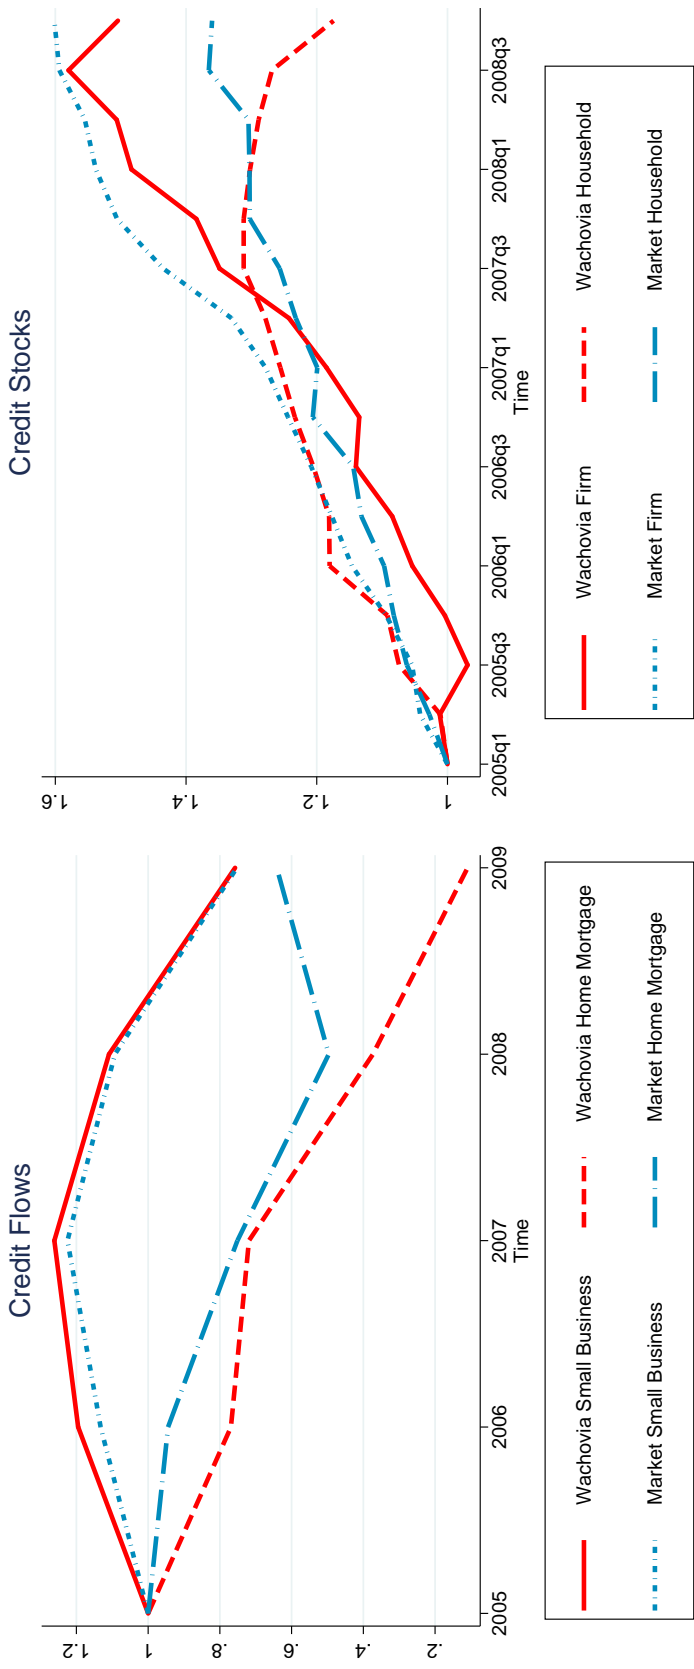 Credit Flows
1.2
1
.8
.6
.4
.2
2005 2006 2007 2008 2009
Time
Wachovia Small Business Wachovia Home Mortgage
Market Small Business Market Home Mortgage
Credit Stocks
1.6
1.4
1.2
1
2005q1 2005q3 2006q1 2006q3 2007q1 2007q3 2008q1 2008q3
Time
Wachovia Firm Wachovia Household
Market Firm Market Household